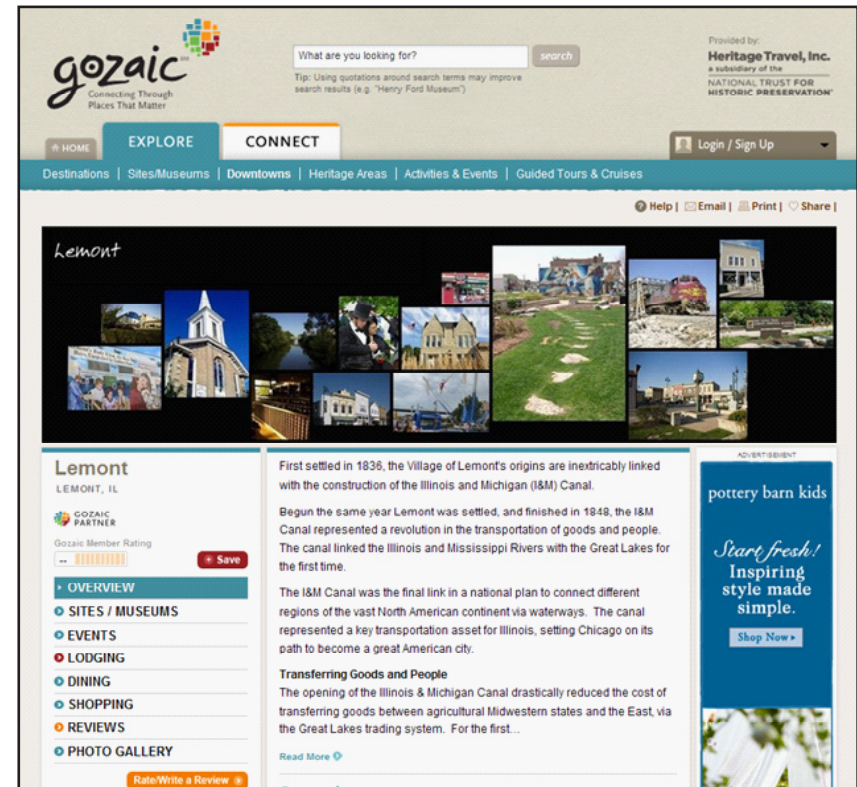 gozaic
Connecting Through
Places That Matter
What are you looking for?
search
Tip: Using quotations around search terms may improve
search results (e.g. "Henry Ford Museum")
Provided by:
Heritage Travel, Inc.
a subsidiary of the
NATIONAL TRUST FOR
HISTORIC PRESERVATION
HOME
EXPLORE
CONNECT
Login / Sign Up
Destinations | Sites/Museums | Downtowns | Heritage Areas | Activities & Events | Guided Tours & Cruises
Help | Email | Print | Share |
Lemont
Lemont
LEMONT, IL
GOZAIC
PARTNER
Gozaic Member Rating
--
Save
OVERVIEW
SITES / MUSEUMS
EVENTS
LODGING
DINING
SHOPPING
REVIEWS
PHOTO GALLERY
Rate/Write a Review
First settled in 1836, the Village of Lemont's origins are inextricably linked
with the construction of the Illinois and Michigan (I&M) Canal.
Begun the same year Lemont was settled, and finished in 1848, the I&M
Canal represented a revolution in the transportation of goods and people.
The canal linked the Illinois and Mississippi Rivers with the Great Lakes for
the first time.
The I&M Canal was the final link in a national plan to connect different
regions of the vast North American continent via waterways. The canal
represented a key transportation asset for Illinois, setting Chicago on its
path to become a great American city.
Transferring Goods and People
The opening of the Illinois & Michigan Canal drastically reduced the cost of
transferring goods between agricultural Midwestern states and the East, via
the Great Lakes trading system. For the first...
Read More
ADVERTISEMENT
pottery barn kids
Start fresh!
Inspiring
style made
simple.
Shop Now